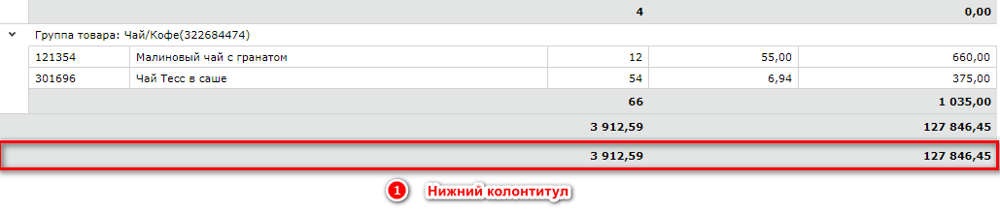 4 0,00
Группа товара: Чай/Кофе(322684474)
121354 Малиновый чай с гранатом 12 55,00 660,00
301696 Чай Тесс в саше 54 6,94 375,00
66 1 035,00
3 912,59 127 846,45
3 912,59 127 846,45
1 Нижний колонтитул